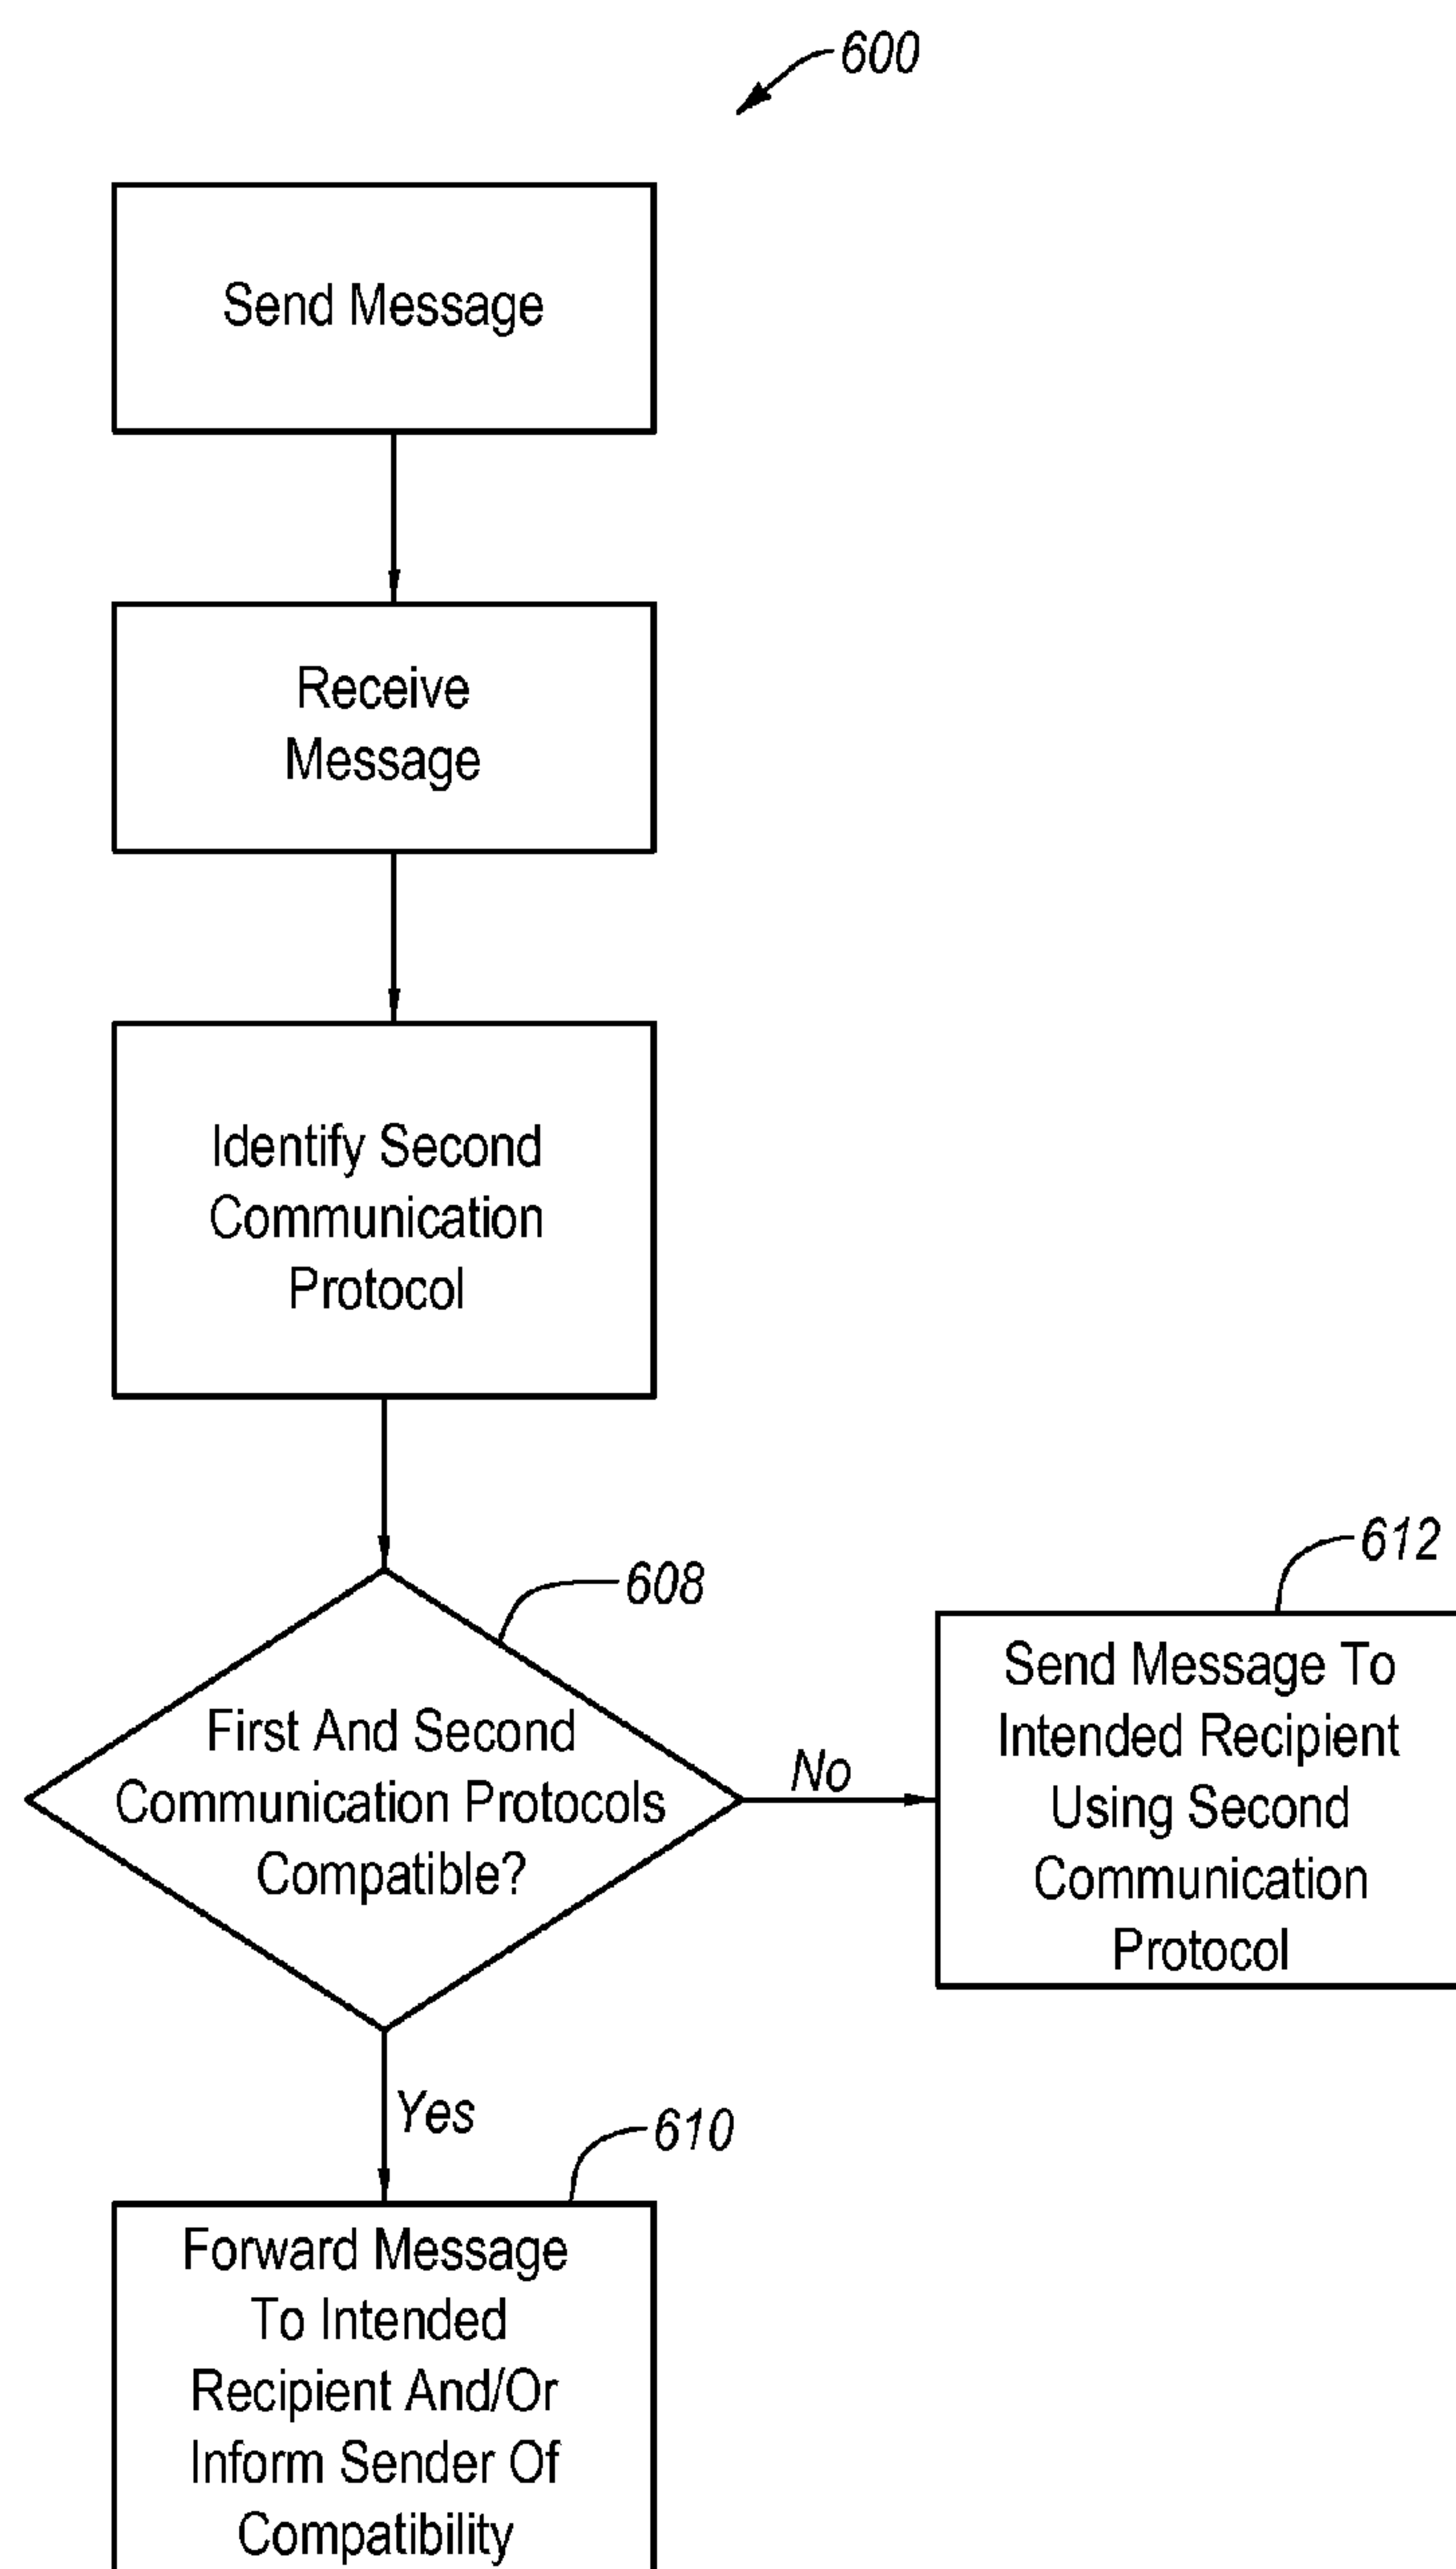 600
Send Message
Receive
Message
Identify Second
Communication
Protocol
608
First And Second
Communication Protocols
Compatible?
No
612
Send Message To
Intended Recipient
Using Second
Communication
Protocol
Yes
610
Forward Message
To Intended
Recipient And/Or
Inform Sender Of
Compatibility